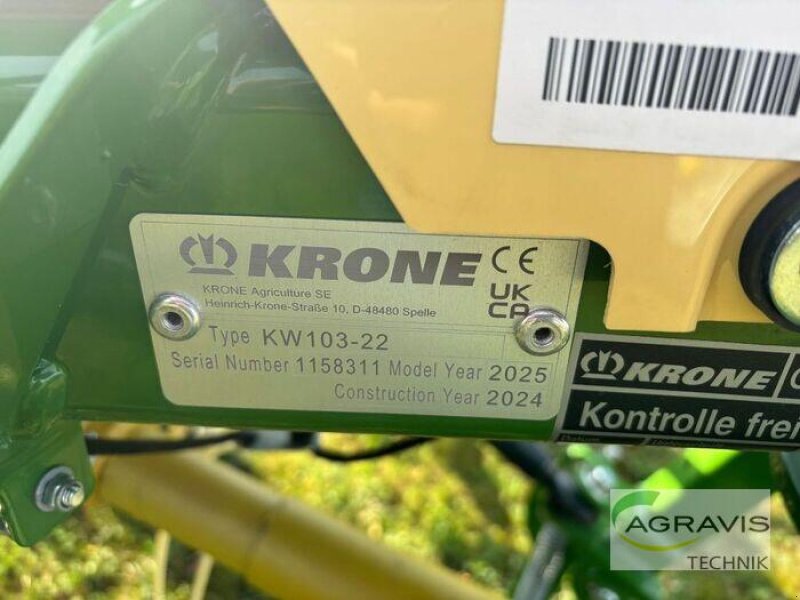 KRONE CE
KRONE Agriculture SE
Heinrich-Krone-Straße 10, D-48480 Spelle
UK
CA
Type KW103-22
Serial Number 1158311 Model Year 2025
Construction Year 2024
KRONE
Kontrolle frei
AGRAVIS
TECHNIK